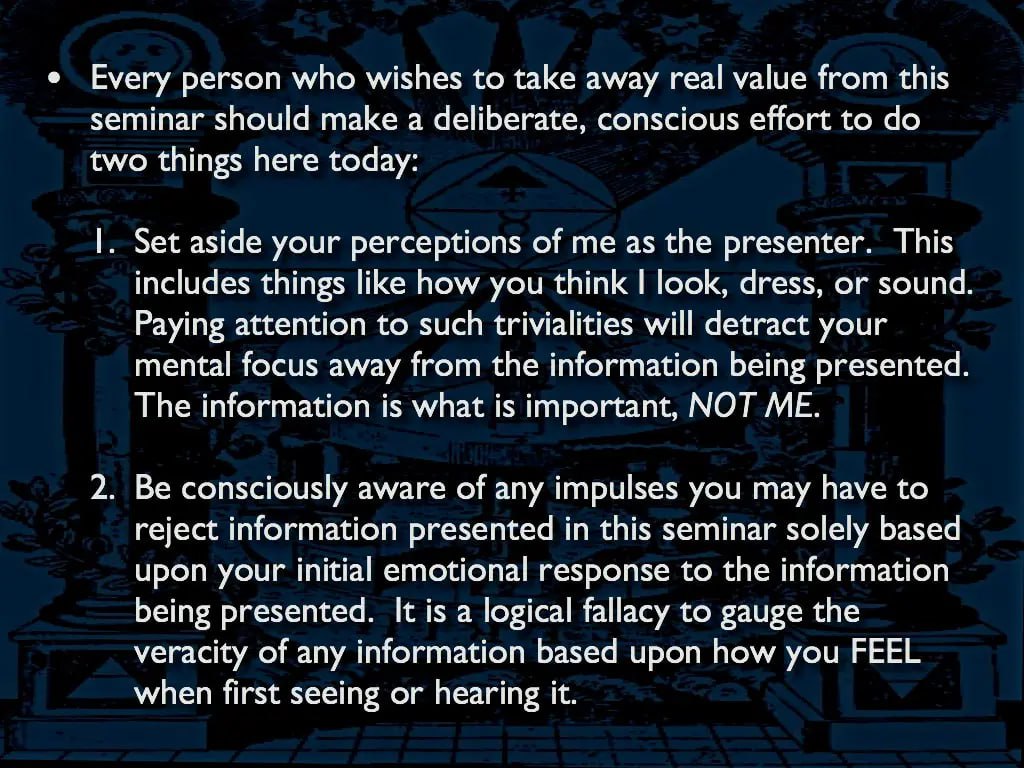 • Every person who wishes to take away real value from this
seminar should make a deliberate, conscious effort to do
two things here today:
1. Set aside your perceptions of me as the presenter. This
includes things like how you think I look, dress, or sound.
Paying attention to such trivialities will detract your
mental focus away from the information being presented.
The information is what is important, NOT ME.
2. Be consciously aware of any impulses you may have to
reject information presented in this seminar solely based
upon your initial emotional response to the information
being presented. It is a logical fallacy to gauge the
veracity of any information based upon how you FEEL
when first seeing or hearing it.